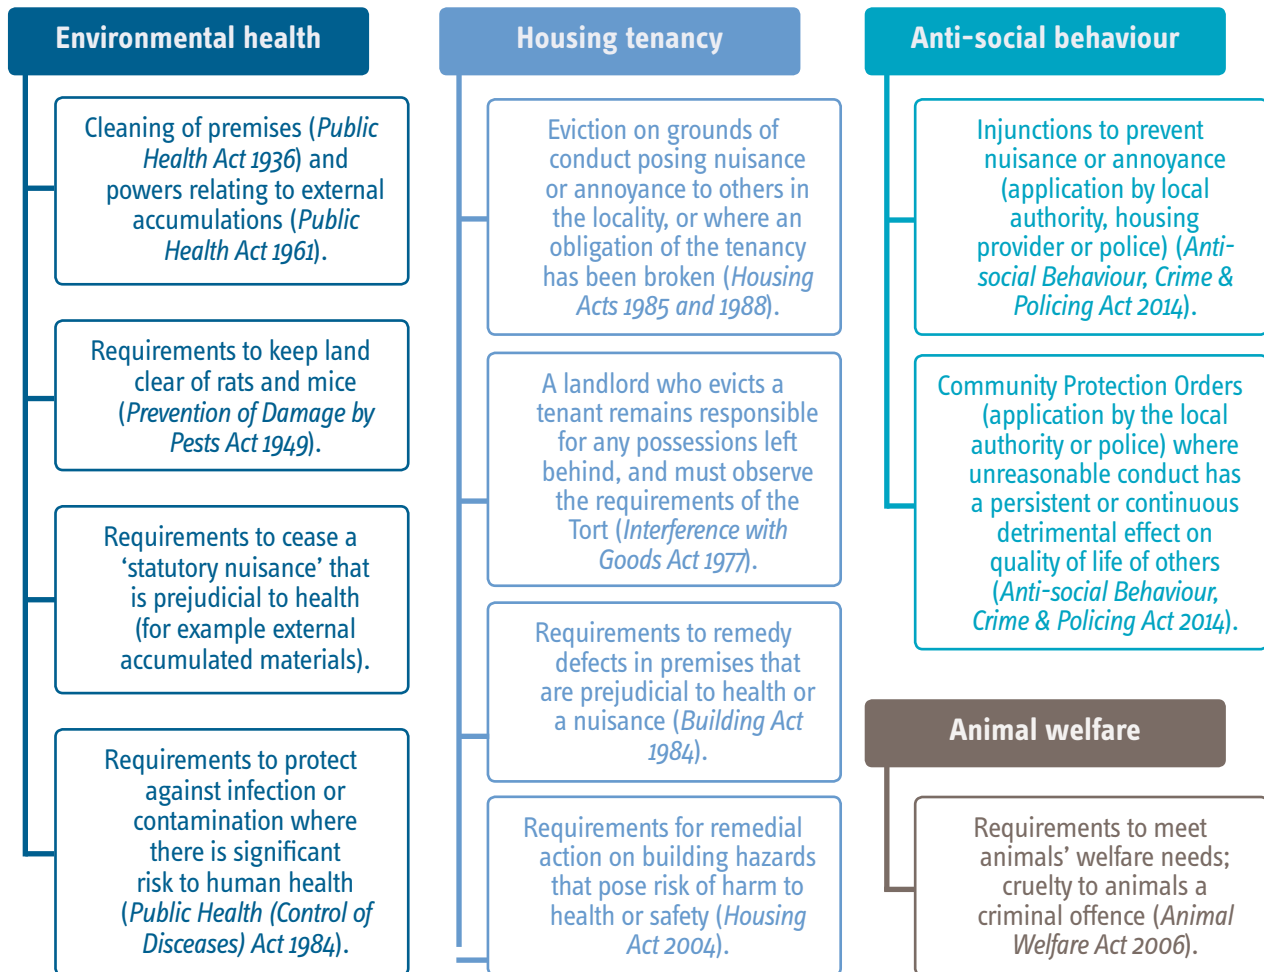 Environmental health
Cleaning of premises (Public
Health Act 1936) and
powers relating to external
accumulations (Public
Health Act 1961).
Requirements to keep land
clear of rats and mice
(Prevention of Damage by
Pests Act 1949).
Requirements to cease a
‘statutory nuisance’ that
is prejudicial to health
(for example external
accumulated materials).
Requirements to protect
against infection or
contamination where
there is significant
risk to human health
(Public Health (Control of
Diseases) Act 1984).
Housing tenancy
Eviction on grounds of
conduct posing nuisance
or annoyance to others in
the locality, or where an
obligation of the tenancy
has been broken (Housing
Acts 1985 and 1988).
A landlord who evicts a
tenant remains responsible
for any possessions left
behind, and must observe
the requirements of the
Tort (Interference with
Goods Act 1977).
Requirements to remedy
defects in premises that
are prejudicial to health or
a nuisance (Building Act
1984).
Requirements for remedial
action on building hazards
that pose risk of harm to
health or safety (Housing
Act 2004).
Anti-social behaviour
Injunctions to prevent
nuisance or annoyance
(application by local
authority, housing
provider or police) (Anti-
social Behaviour, Crime &
Policing Act 2014).
Community Protection Orders
(application by the local
authority or police) where
unreasonable conduct has
a persistent or continuous
detrimental effect on
quality of life of others
(Anti-social Behaviour,
Crime & Policing Act 2014).
Animal welfare
Requirements to meet
animals’ welfare needs;
cruelty to animals a
criminal offence (Animal
Welfare Act 2006).